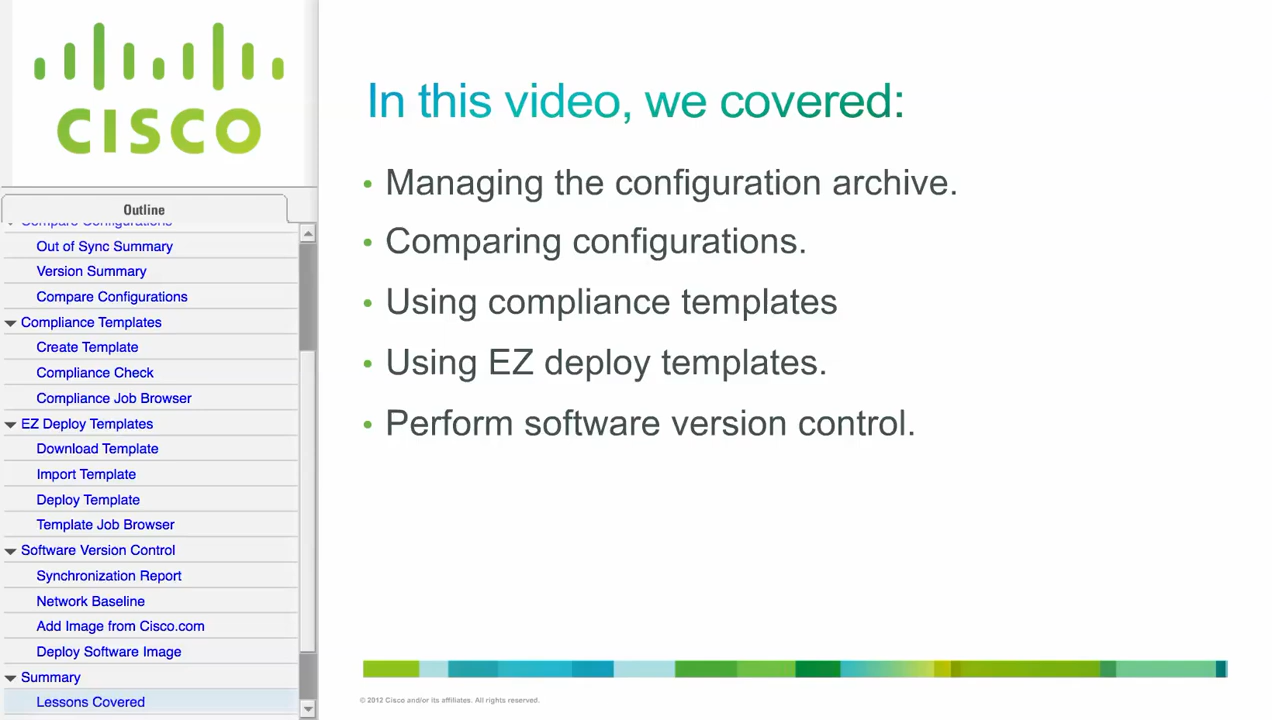 CISCO
Outline
Compare Configurations
Out of Sync Summary
Version Summary
Compare Configurations
Compliance Templates
Create Template
Compliance Check
Compliance Job Browser
EZ Deploy Templates
Download Template
Import Template
Deploy Template
Template Job Browser
Software Version Control
Synchronization Report
Network Baseline
Add Image from Cisco.com
Deploy Software Image
Summary
Lessons Covered
In this video, we covered:
• Managing the configuration archive.
• Comparing configurations.
• Using compliance templates
• Using EZ deploy templates.
• Perform software version control.
© 2012 Cisco and/or its affiliates. All rights reserved.